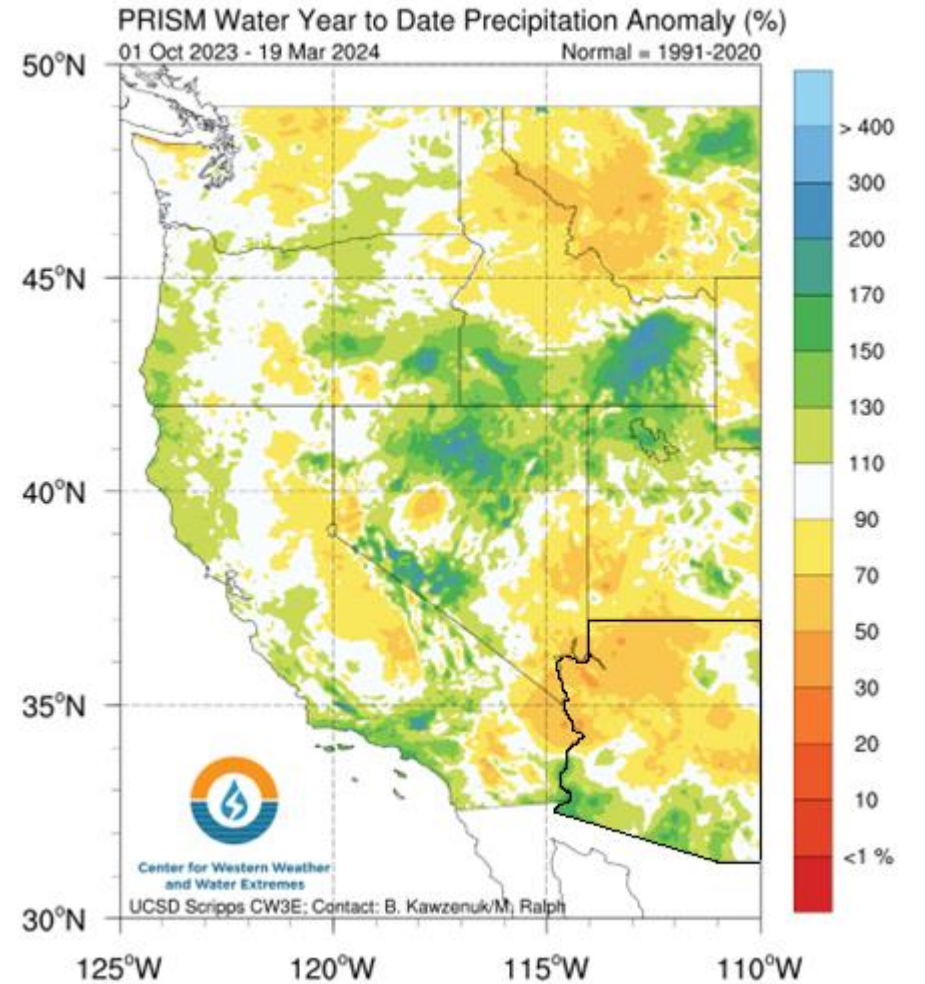 PRISM Water Year to Date Precipitation Anomaly (%)
01 Oct 2023 - 19 Mar 2024 Normal = 1991-2020
50°N
> 400
300
200
45°N
170
150
130
110
40°N
90
70
50
35°N
30
20
10
<1 %
Center for Western Weather
and Water Extremes
UCSD Scripps CW3E; Contact: B. Kawzenuk/M. Ralph
30°N
125°W 120°W 115°W 110°W